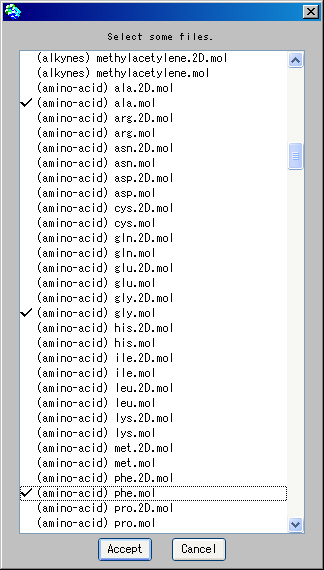 Select some files.
(alkynes) methylacetylene.2D.mol
(alkynes) methylacetylene.mol
(amino-acid) ala.2D.mol
(amino-acid) ala.mol
(amino-acid) arg.2D.mol
(amino-acid) arg.mol
(amino-acid) asn.2D.mol
(amino-acid) asn.mol
(amino-acid) asp.2D.mol
(amino-acid) asp.mol
(amino-acid) cys.2D.mol
(amino-acid) cys.mol
(amino-acid) gln.2D.mol
(amino-acid) gln.mol
(amino-acid) glu.2D.mol
(amino-acid) glu.mol
(amino-acid) gly.2D.mol
(amino-acid) gly.mol
(amino-acid) his.2D.mol
(amino-acid) his.mol
(amino-acid) ile.2D.mol
(amino-acid) ile.mol
(amino-acid) leu.2D.mol
(amino-acid) leu.mol
(amino-acid) lys.2D.mol
(amino-acid) lys.mol
(amino-acid) met.2D.mol
(amino-acid) met.mol
(amino-acid) phe.2D.mol
(amino-acid) phe.mol
(amino-acid) pro.2D.mol
(amino-acid) pro.mol
Accept Cancel